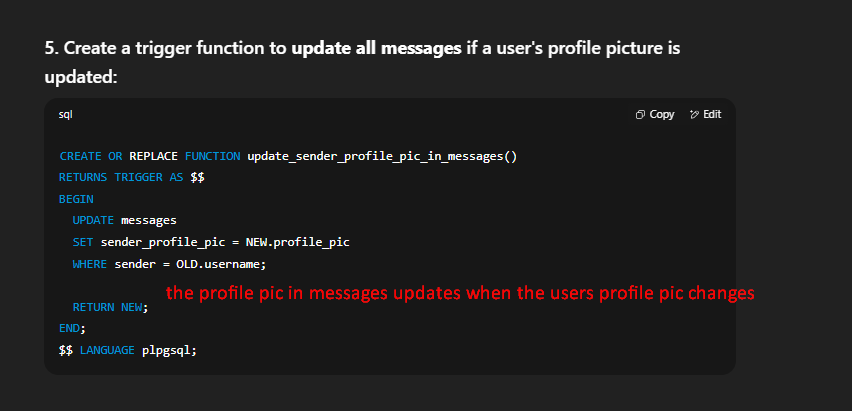 5. Create a trigger function to update all messages if a user's profile picture is
updated:
sql
Copy
Edit
CREATE OR REPLACE FUNCTION update_sender_profile_pic_in_messages()
RETURNS TRIGGER AS $$
BEGIN
  UPDATE messages
  SET sender_profile_pic = NEW.profile_pic
  WHERE sender = OLD.username;
the profile pic in messages updates when the users profile pic changes
  RETURN NEW;
END;
$$ LANGUAGE plpgsql;